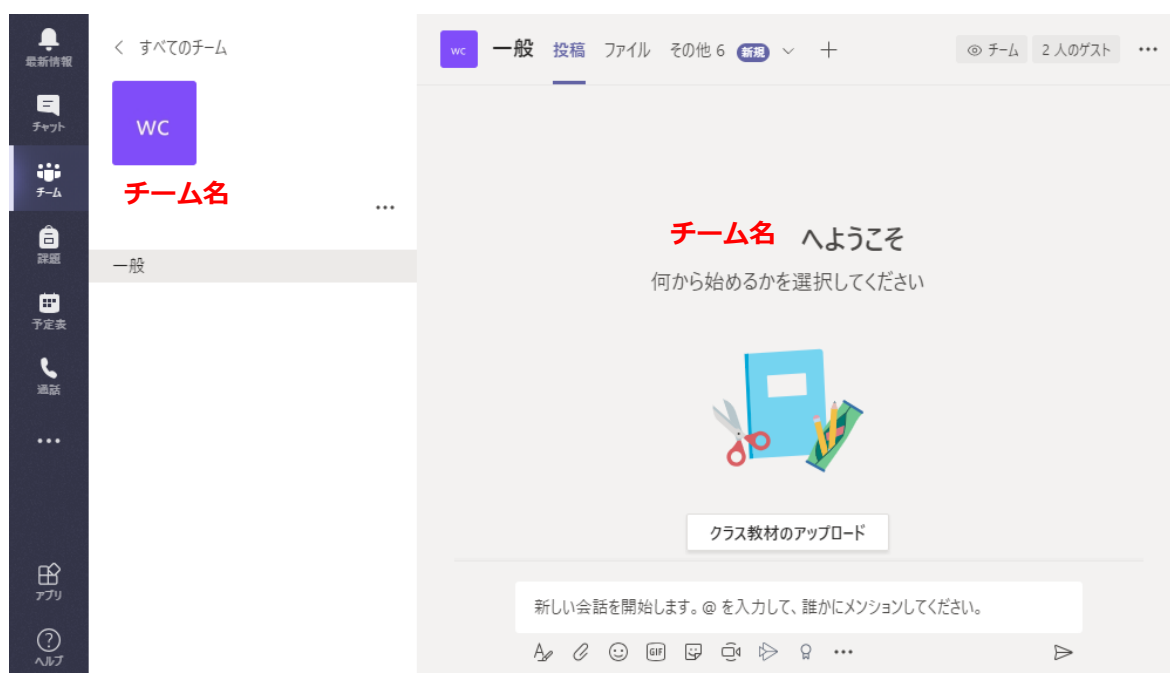 最新情報
チャット
チーム
課題
予定表
通話
アプリ
ヘルプ
すべてのチーム
WC
チーム名
一般
WC 一般 投稿 ファイル その他 6 新規
チーム 2 人のゲスト
チーム名 へようこそ
何から始めるかを選択してください
クラス教材のアップロード
新しい会話を開始します。@ を入力して、誰かにメンションしてください。
GIF